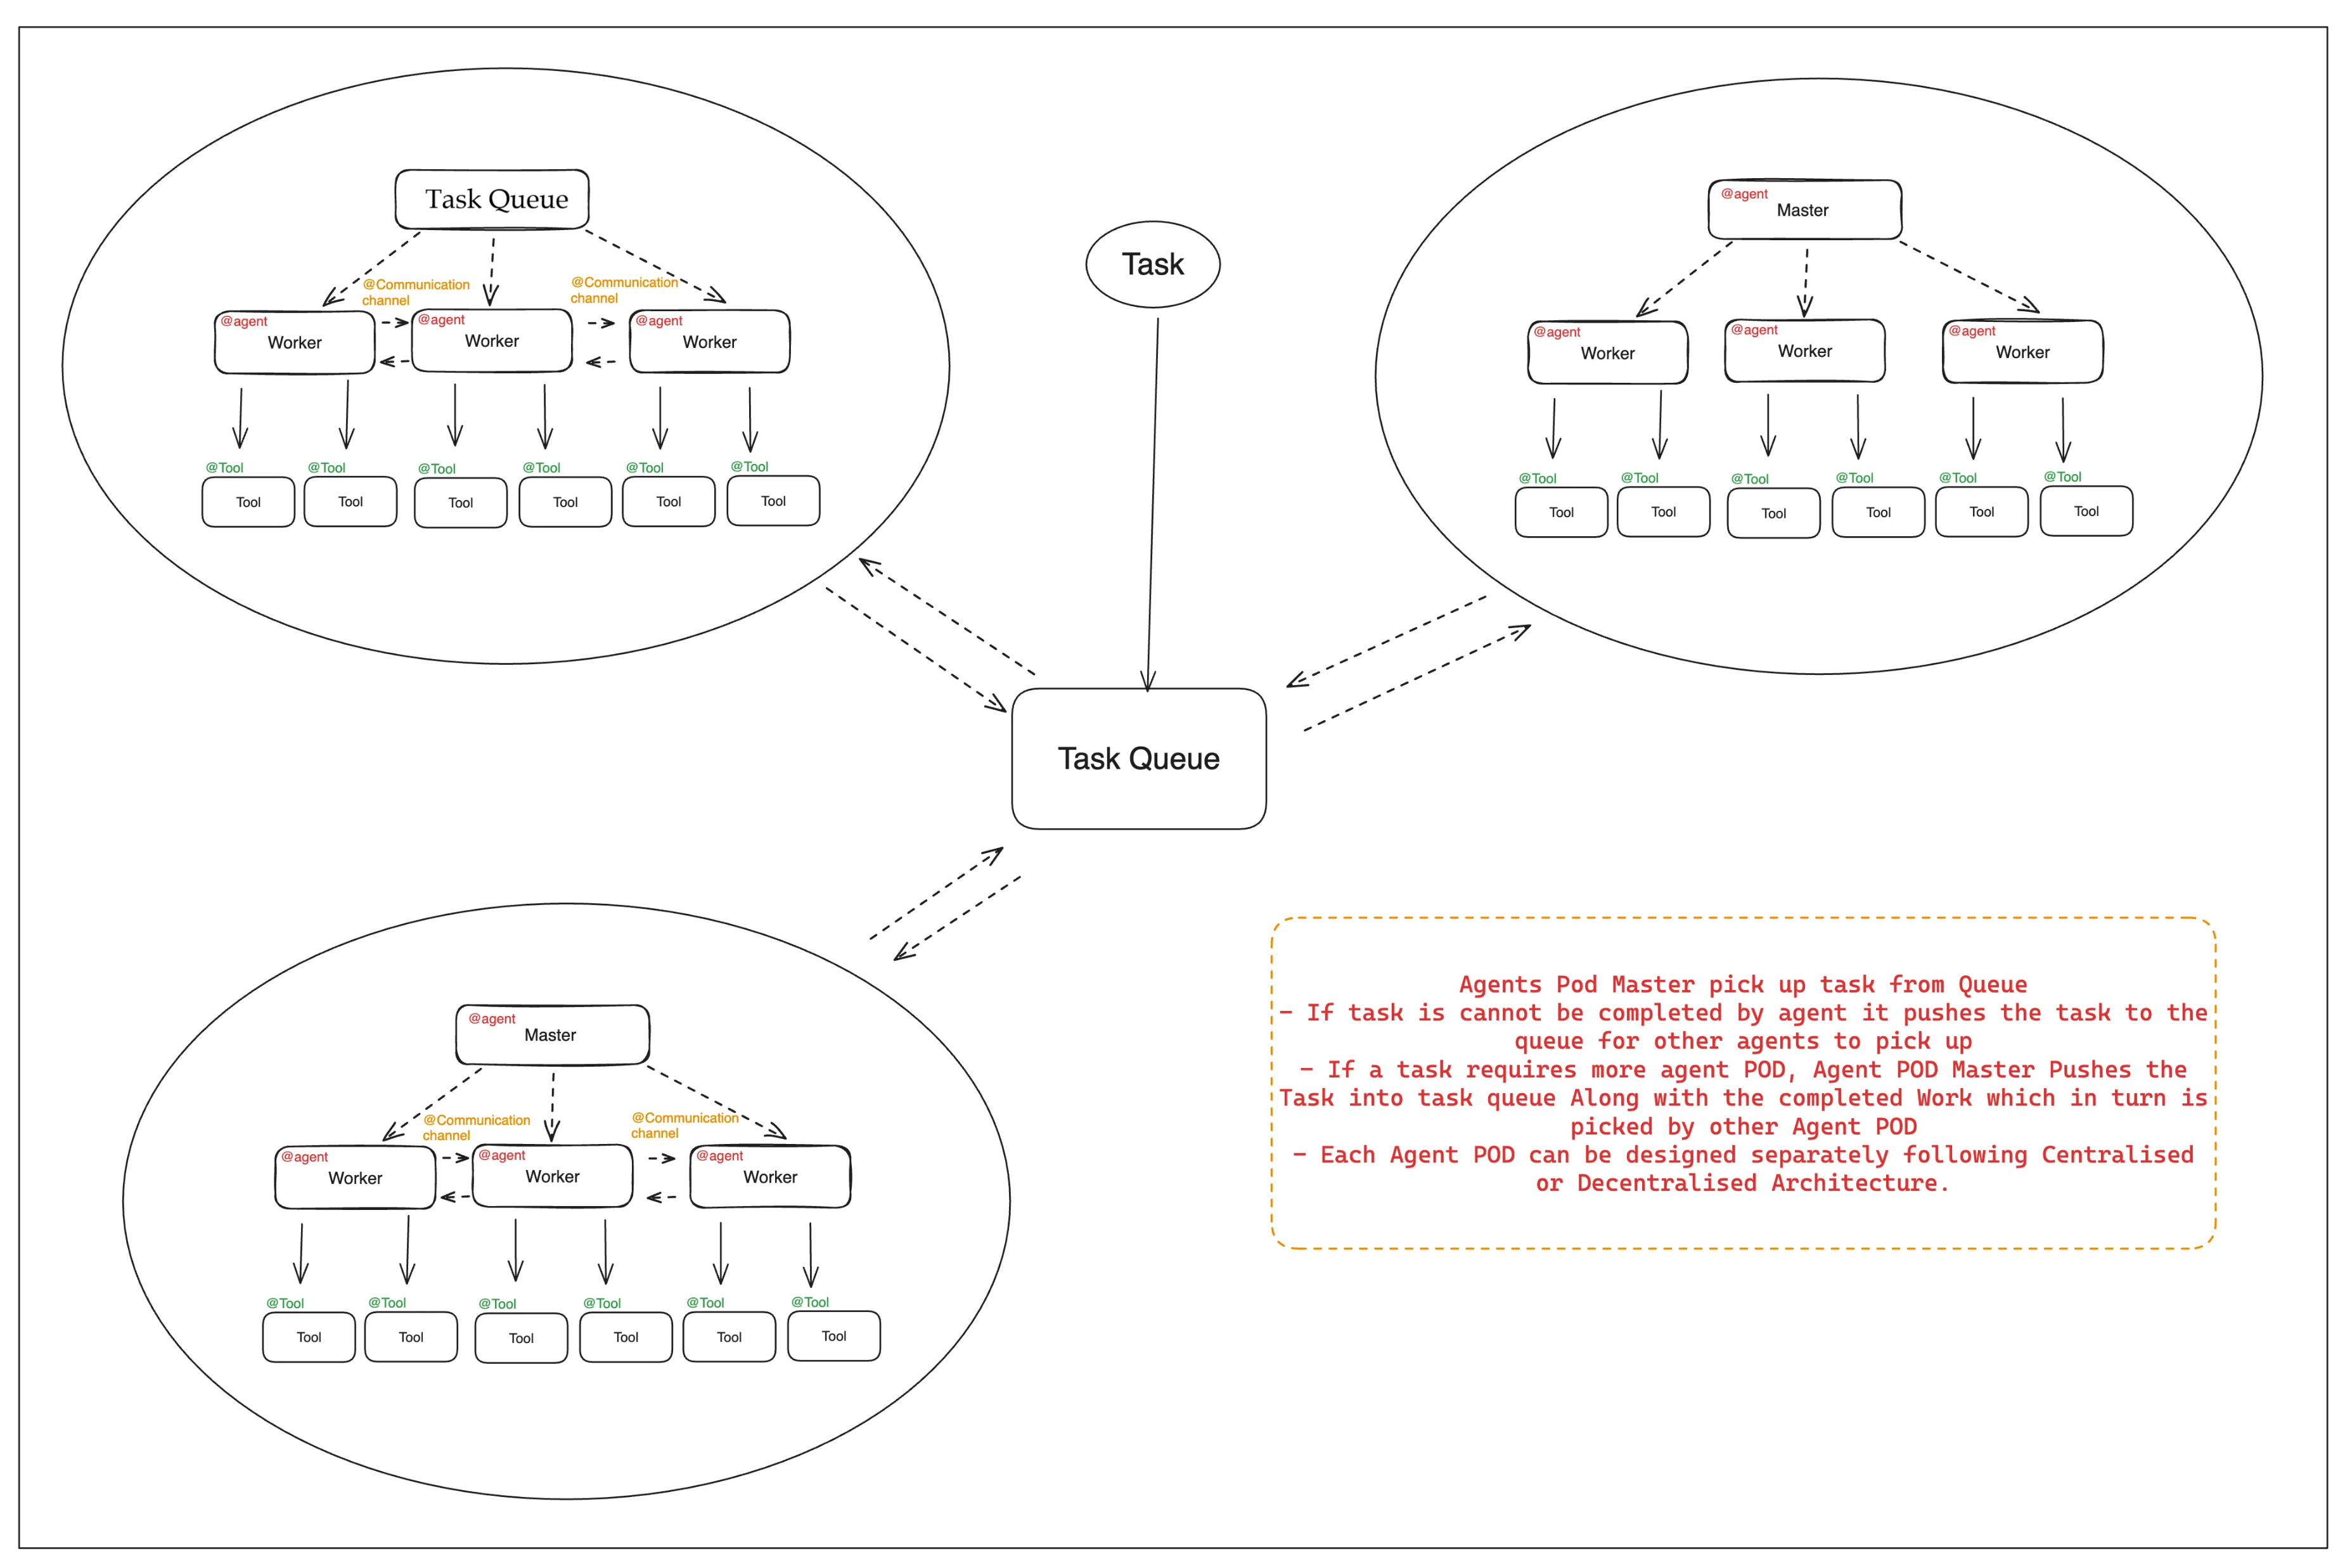 Task Queue
@Communication
channel
@Communication
channel
@agent
Worker
@agent
Worker
@agent
Worker
@Tool
@Tool
@Tool
@Tool
@Tool
@Tool
Tool
Tool
Tool
Tool
Tool
Tool
Task
@agent
Master
@agent
Worker
@agent
Worker
@agent
Worker
@Tool
@Tool
@Tool
@Tool
@Tool
@Tool
Tool
Tool
Tool
Tool
Tool
Tool
Task Queue
@agent
Master
@Communication
channel
@Communication
channel
@agent
Worker
@agent
Worker
@agent
Worker
@Tool
@Tool
@Tool
@Tool
@Tool
@Tool
Tool
Tool
Tool
Tool
Tool
Tool
Agents Pod Master pick up task from Queue
- If task is cannot be completed by agent it pushes the task to the
queue for other agents to pick up
- If a task requires more agent POD, Agent POD Master Pushes the
Task into task queue Along with the completed Work which in turn is
picked by other Agent POD
- Each Agent POD can be designed separately following Centralised
or Decentralised Architecture.